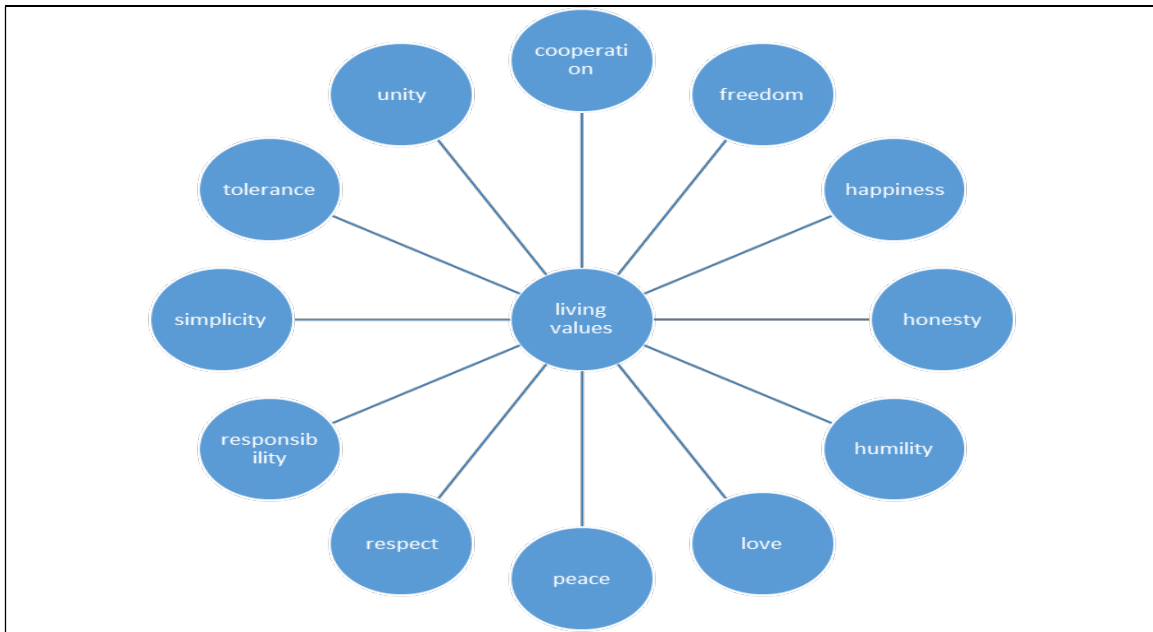 cooperati
on
unity
freedom
tolerance
happiness
living
values
simplicity
honesty
responsib
ility
humility
respect
love
peace